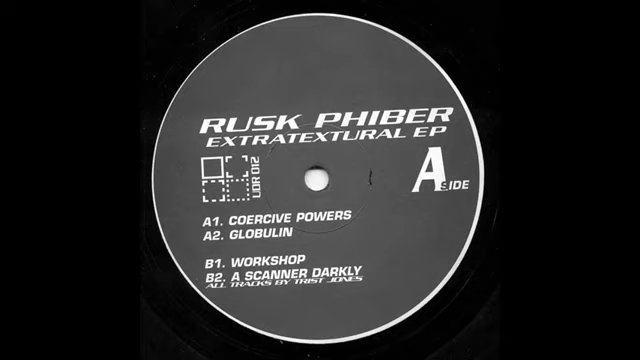 RUSK PHIBER
EXTRATEXTURAL EP
UDR 012
A SIDE
A1. COERCIVE POWERS
A2. GLOBULIN
B1. WORKSHOP
B2. A SCANNER DARKLY
ALL TRACKS BY TRIST JONES